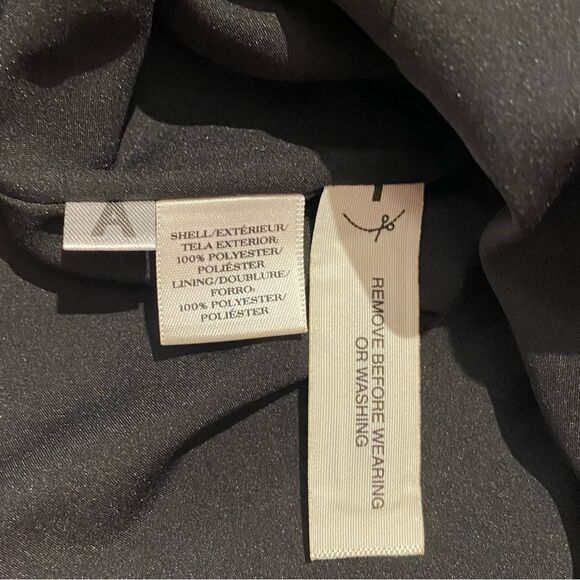 A
SHELL/EXTÉRIEUR/
TELA EXTERIOR:
100% POLYESTER/
POLIÉSTER
LINING/DOUBLURE/
FORRO:
100% POLYESTER/
POLIÉSTER
REMOVE BEFORE WEARING
OR WASHING